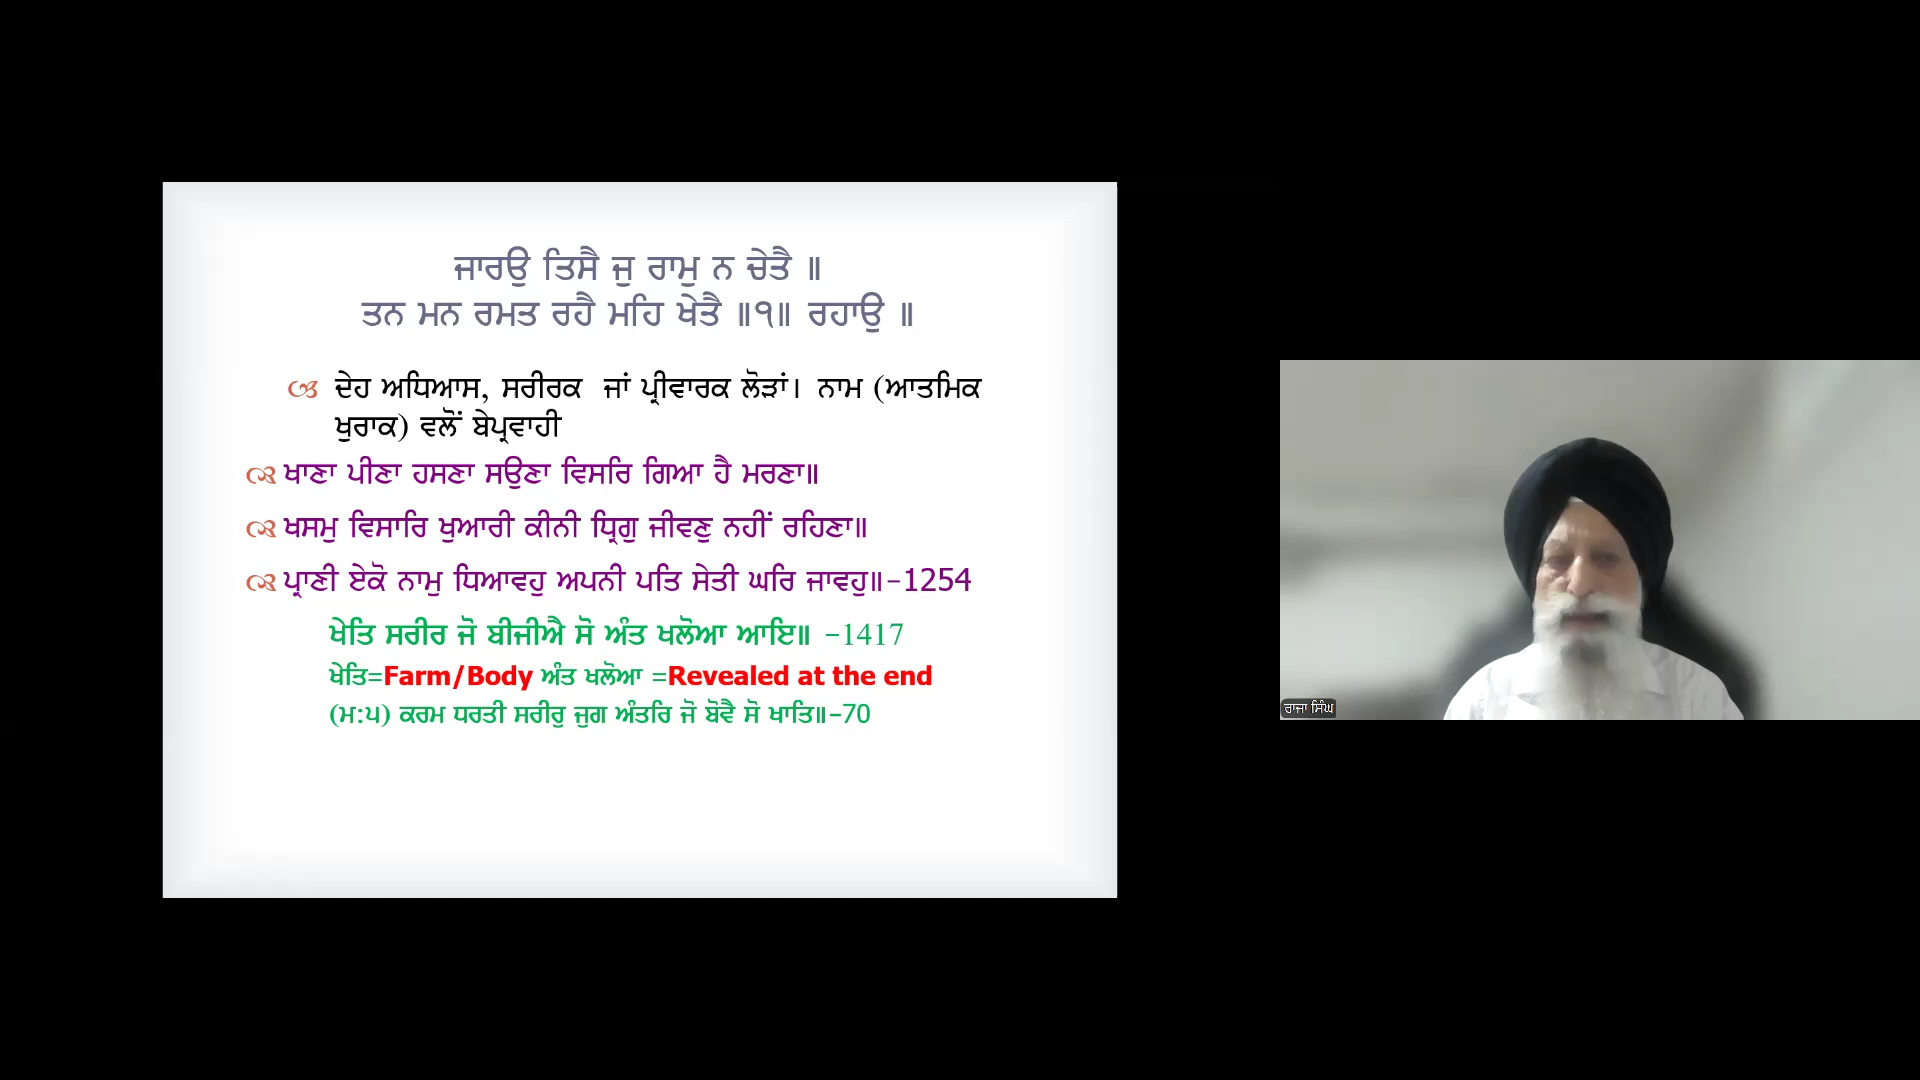 ਜਾਰਉ ਤਿਸੈ ਜੁ ਰਾਮੁ ਨ ਚੇਤੈ ॥
ਤਨ ਮਨ ਰਮਤ ਰਹੈ ਮਹਿ ਖੇਤੈ ॥੧॥ ਰਹਾਉ ॥
ਦੇਹ ਅਧਿਆਸ, ਸਰੀਰਕ ਜਾਂ ਪ੍ਰੀਵਾਰਕ ਲੋੜਾਂ। ਨਾਮ (ਆਤਮਿਕ
ਖੁਰਾਕ) ਵਲੋਂ ਬੇਪ੍ਰਵਾਹੀ
ਖਾਣਾ ਪੀਣਾ ਹਸਣਾ ਸਉਣਾ ਵਿਸਰਿ ਗਿਆ ਹੈ ਮਰਣਾ॥
ਖਸਮੁ ਵਿਸਾਰਿ ਖੁਆਰੀ ਕੀਨੀ ਧ੍ਰਿਗੁ ਜੀਵਣੁ ਨਹੀਂ ਰਹਿਣਾ॥
ਪ੍ਰਾਣੀ ਏਕੋ ਨਾਮੁ ਧਿਆਵਹੁ ਅਪਨੀ ਪਤਿ ਸੇਤੀ ਘਰਿ ਜਾਵਹੁ॥-1254
ਖੇਤਿ ਸਰੀਰ ਜੋ ਬੀਜੀਐ ਸੋ ਅੰਤ ਖਲੋਆ ਆਇ॥ -1417
ਖੇਤਿ=Farm/Body ਅੰਤ ਖਲੋਆ =Revealed at the end
(ਮ:੫) ਕਰਮ ਧਰਤੀ ਸਰੀਰੁ ਜੁਗ ਅੰਤਰਿ ਜੋ ਬੋਵੈ ਸੋ ਖਾਤਿ॥-70
ਰਾਜਾ ਸਿੰਘ